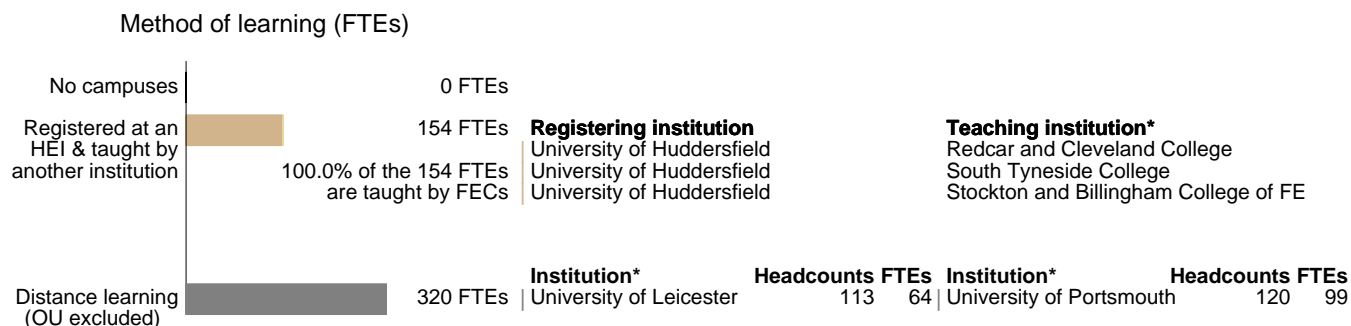 Method of learning (FTEs)
No campuses 0 FTEs
Registered at an HEI & taught by another institution 154 FTEs
100.0% of the 154 FTEs are taught by FECs
Registering institution Teaching institution*
University of Huddersfield Redcar and Cleveland College
University of Huddersfield South Tyneside College
University of Huddersfield Stockton and Billingham College of FE
Institution* Headcounts FTEs Institution* Headcounts FTEs
Distance learning (OU excluded) 320 FTEs University of Leicester 113 64 University of Portsmouth 120 99